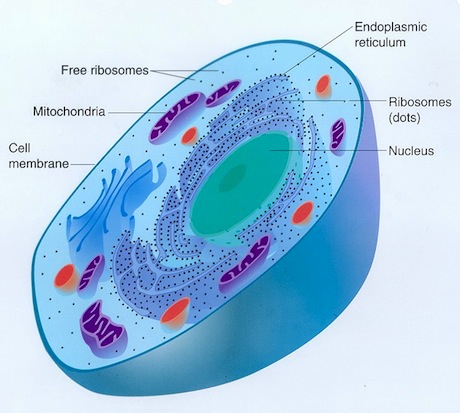 Endoplasmic
reticulum
Free ribosomes
Mitochondria
Ribosomes
(dots)
Cell
membrane
Nucleus